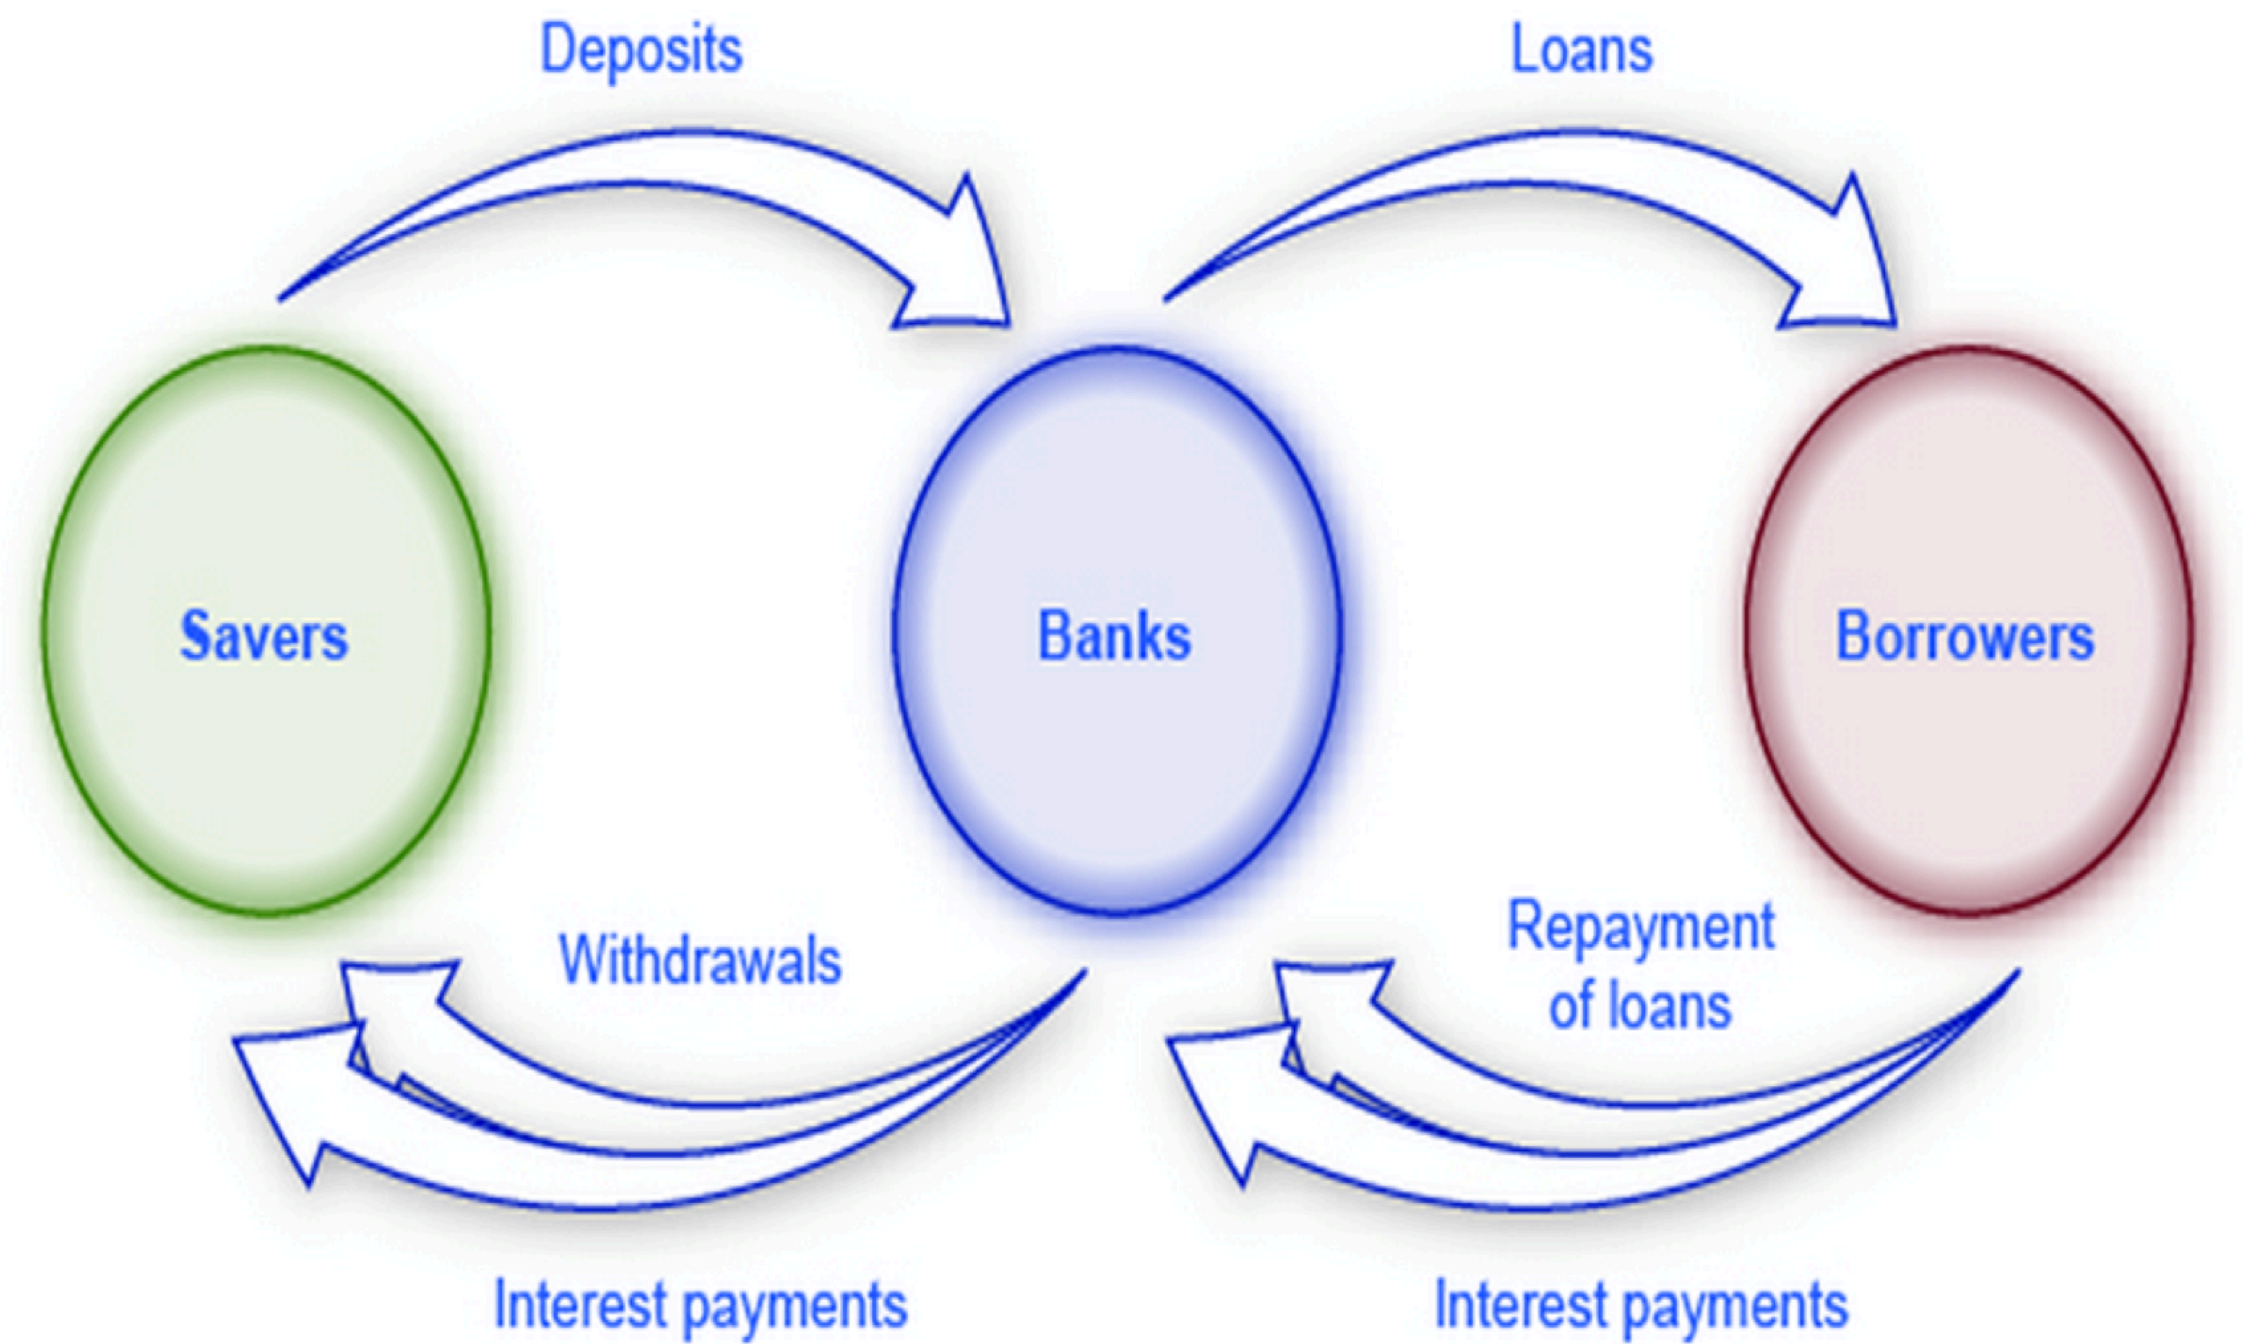 Deposits
Loans
Savers
Banks
Borrowers
Withdrawals
Repayment
of loans
Interest payments
Interest payments